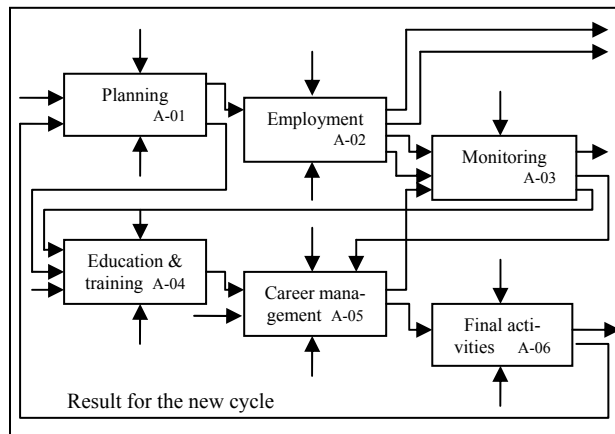 Planning
A-01
Employment
A-02
Monitoring
A-03
Education &
training A-04
Career mana-
gement A-05
Final acti-
vities A-06
Result for the new cycle